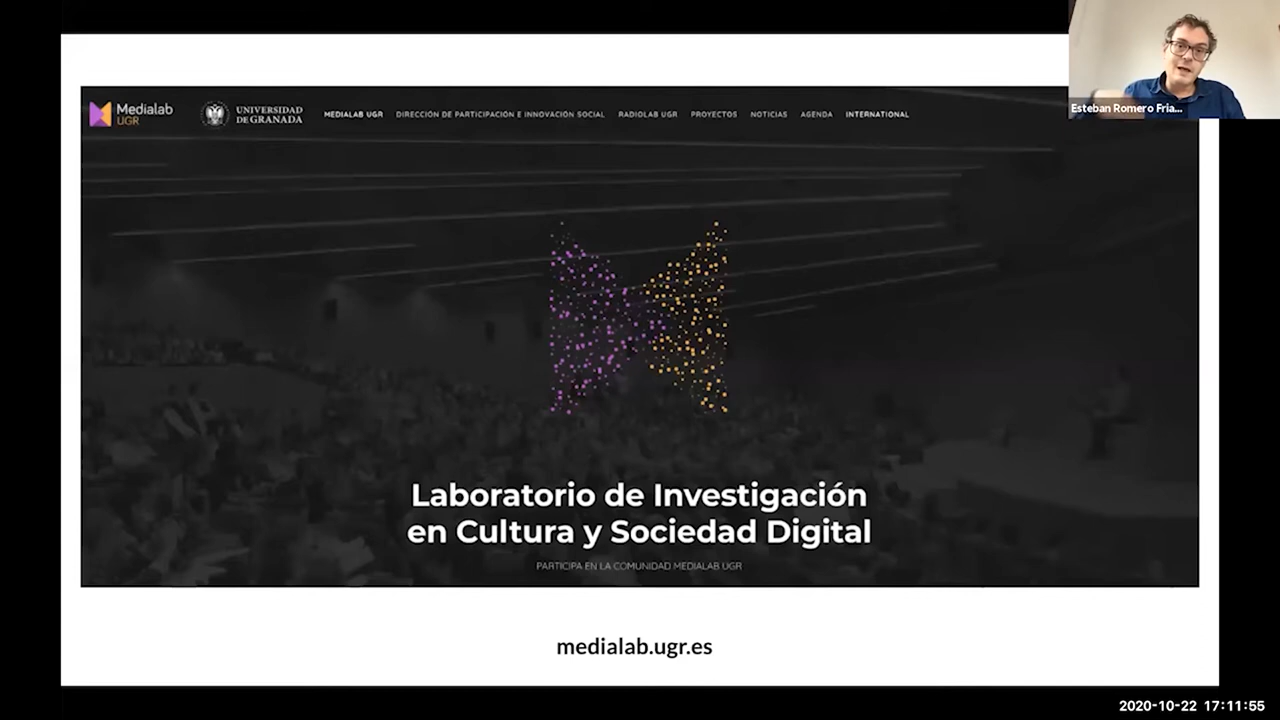 Medialab
UGR
UNIVERSIDAD
DE GRANADA
MEDIALAB UGR DIRECCIÓN DE PARTICIPACIÓN E INNOVACIÓN SOCIAL RADIOLAB UGR PROYECTOS NOTICIAS AGENDA INTERNATIONAL
Esteban Romero Fria...
Laboratorio de Investigación
en Cultura y Sociedad Digital
PARTICIPA EN LA COMUNIDAD MEDIALAB UGR
medialab.ugr.es
2020-10-22 17:11:55